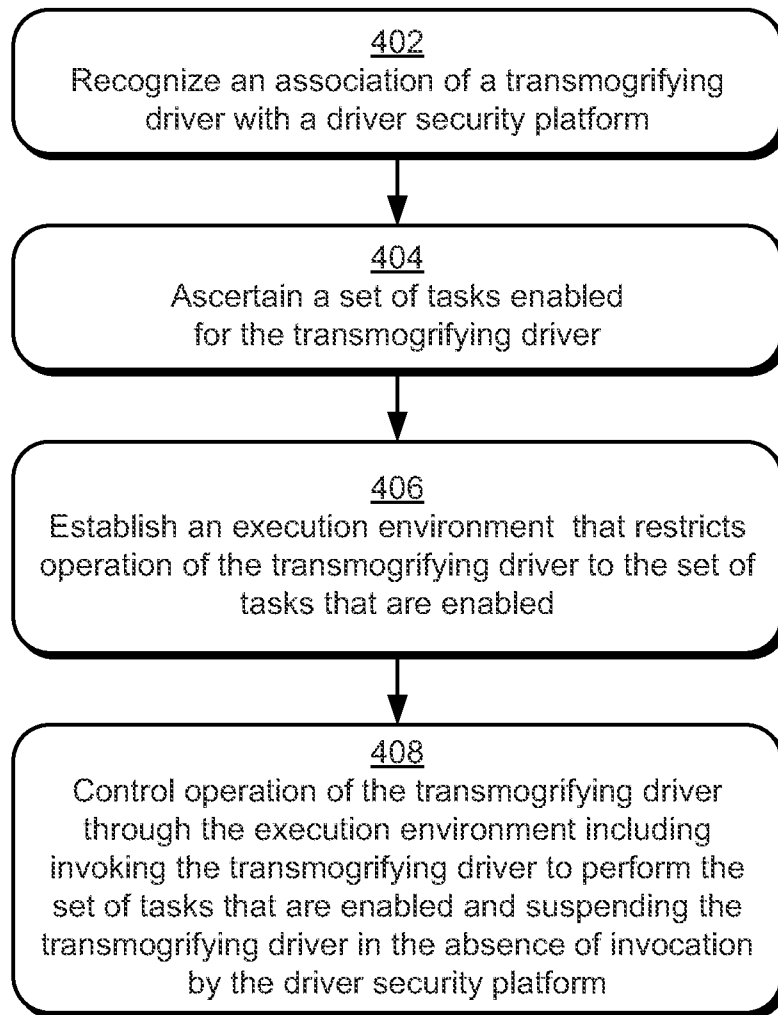 402
Recognize an association of a transmogrifying
driver with a driver security platform
404
Ascertain a set of tasks enabled
for the transmogrifying driver
406
Establish an execution environment that restricts
operation of the transmogrifying driver to the set of
tasks that are enabled
408
Control operation of the transmogrifying driver
through the execution environment including
invoking the transmogrifying driver to perform the
set of tasks that are enabled and suspending the
transmogrifying driver in the absence of invocation
by the driver security platform